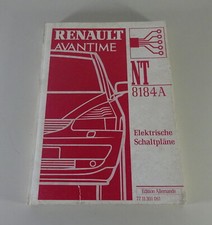 RENAULT
AVANTIME
NT
8184A
Elektrische
Schaltpläne
Edition Allemande